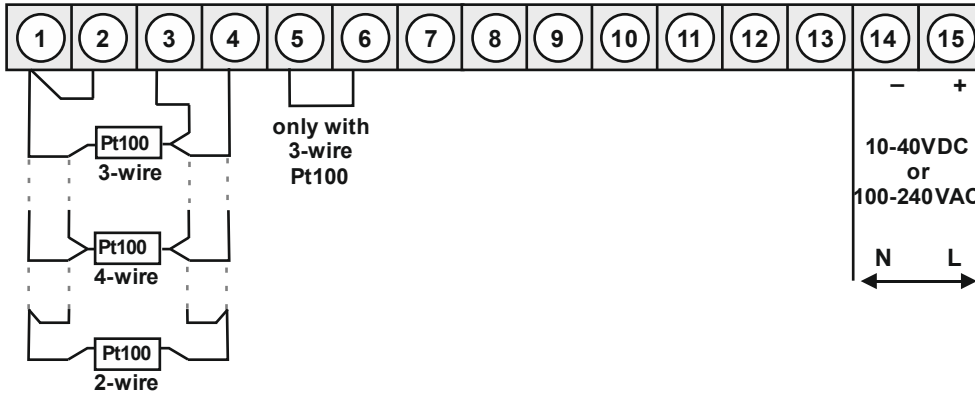 1 2 3 4 5 6 7 8 9 10 11 12 13 14 15
– +
Pt100
3-wire
only with
3-wire
Pt100
10-40VDC
or
100-240VAC
Pt100
4-wire
N L
Pt100
2-wire